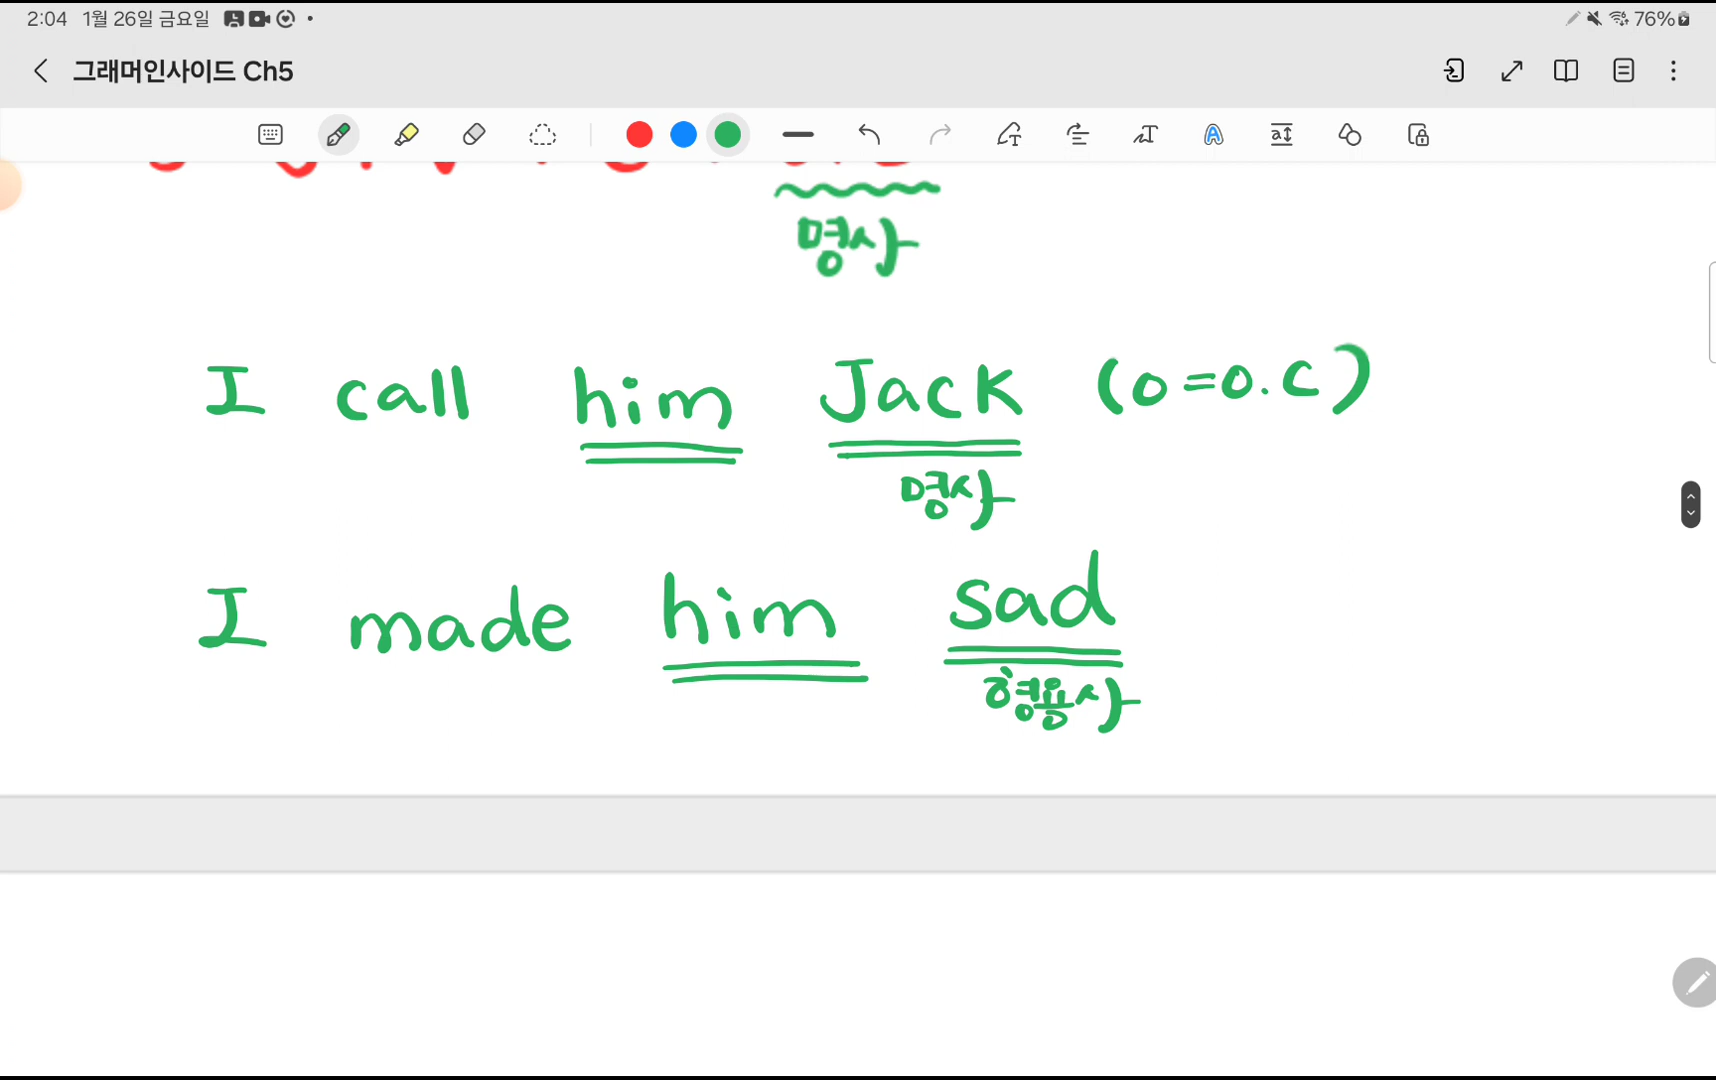 2:04 1월 26일 금요일 76%
그래머인사이드 Ch5
명사
I call him Jack (o=o.c)
명사
I made him sad
형용사